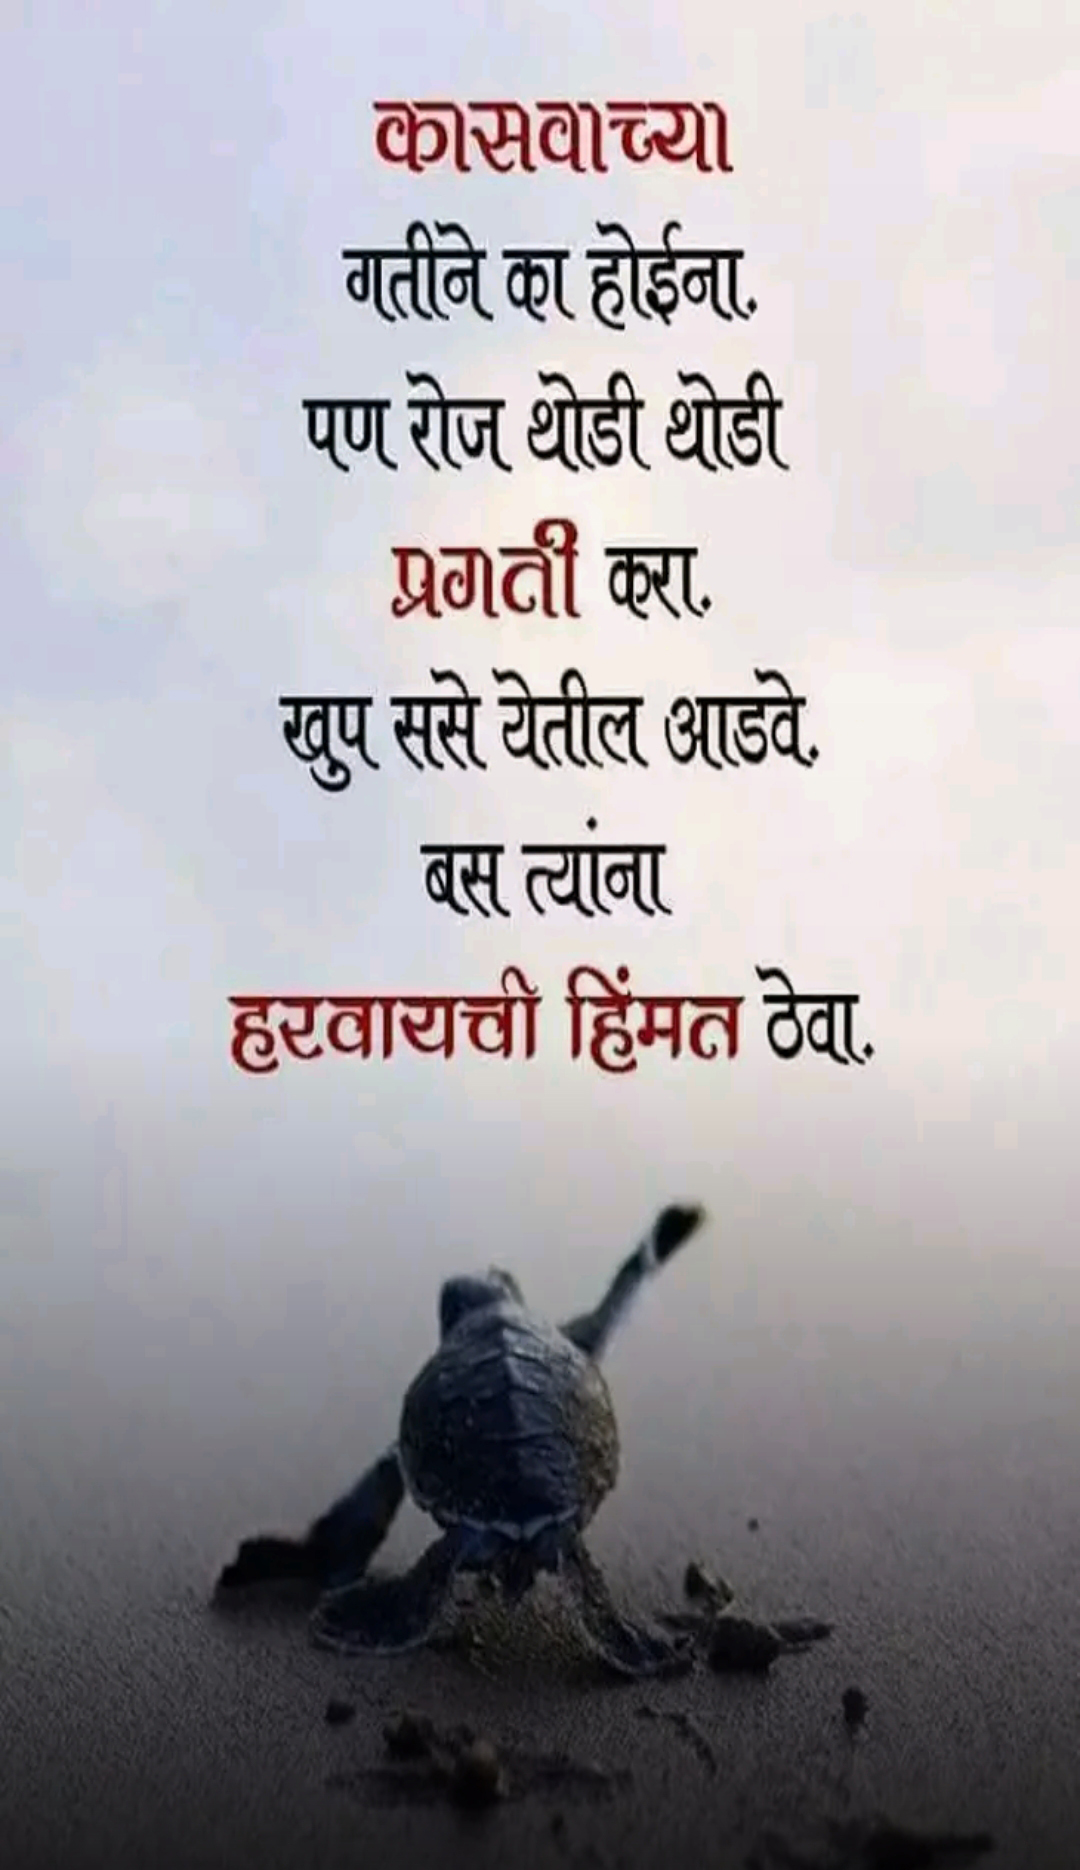 कासवाच्या
गतीने का होईना.
पण रोज थोडी थोडी
प्रगती करा.
खुप ससे येतील आडवे.
बस त्यांना
हरवायची हिंमत ठेवा.